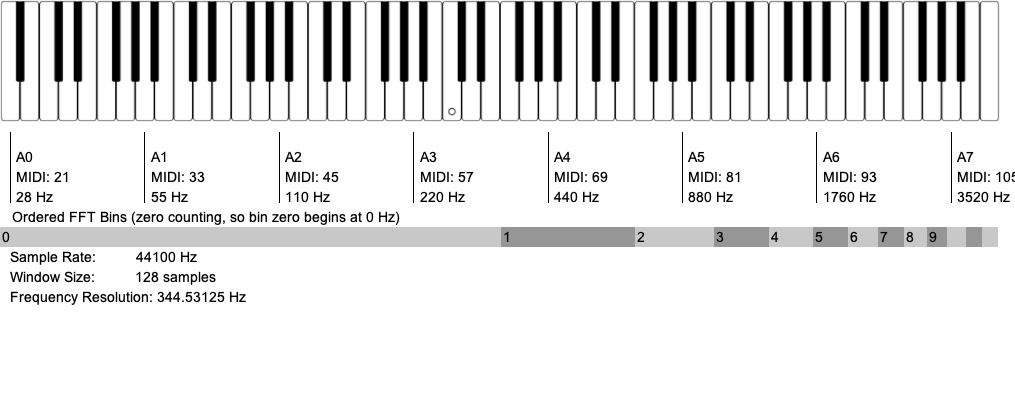 A0 A1 A2 A3 A4 A5 A6 A7
MIDI: 21 MIDI: 33 MIDI: 45 MIDI: 57 MIDI: 69 MIDI: 81 MIDI: 93 MIDI: 105
28 Hz 55 Hz 110 Hz 220 Hz 440 Hz 880 Hz 1760 Hz 3520 Hz
Ordered FFT Bins (zero counting, so bin zero begins at 0 Hz)
0 1 2 3 4 5 6 7 8 9
Sample Rate: 44100 Hz
Window Size: 128 samples
Frequency Resolution: 344.53125 Hz